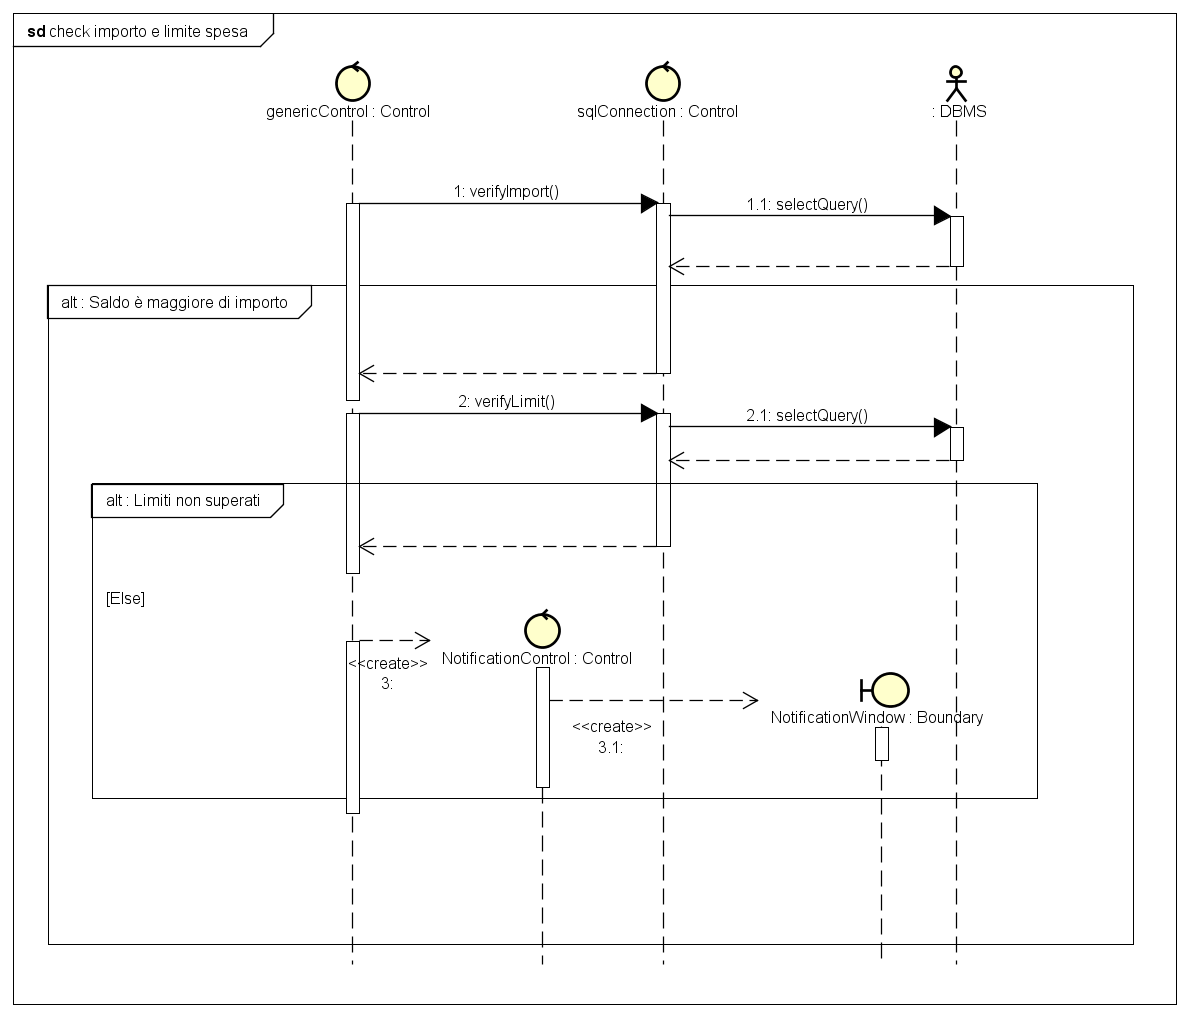 sd check importo e limite spesa
genericControl : Control
sqlConnection : Control
: DBMS
1: verifyImport()
1.1: selectQuery()
alt : Saldo è maggiore di importo
2: verifyLimit()
2.1: selectQuery()
alt : Limiti non superati
[Else]
NotificationControl : Control
<<create>>
3:
NotificationWindow : Boundary
<<create>>
3.1: